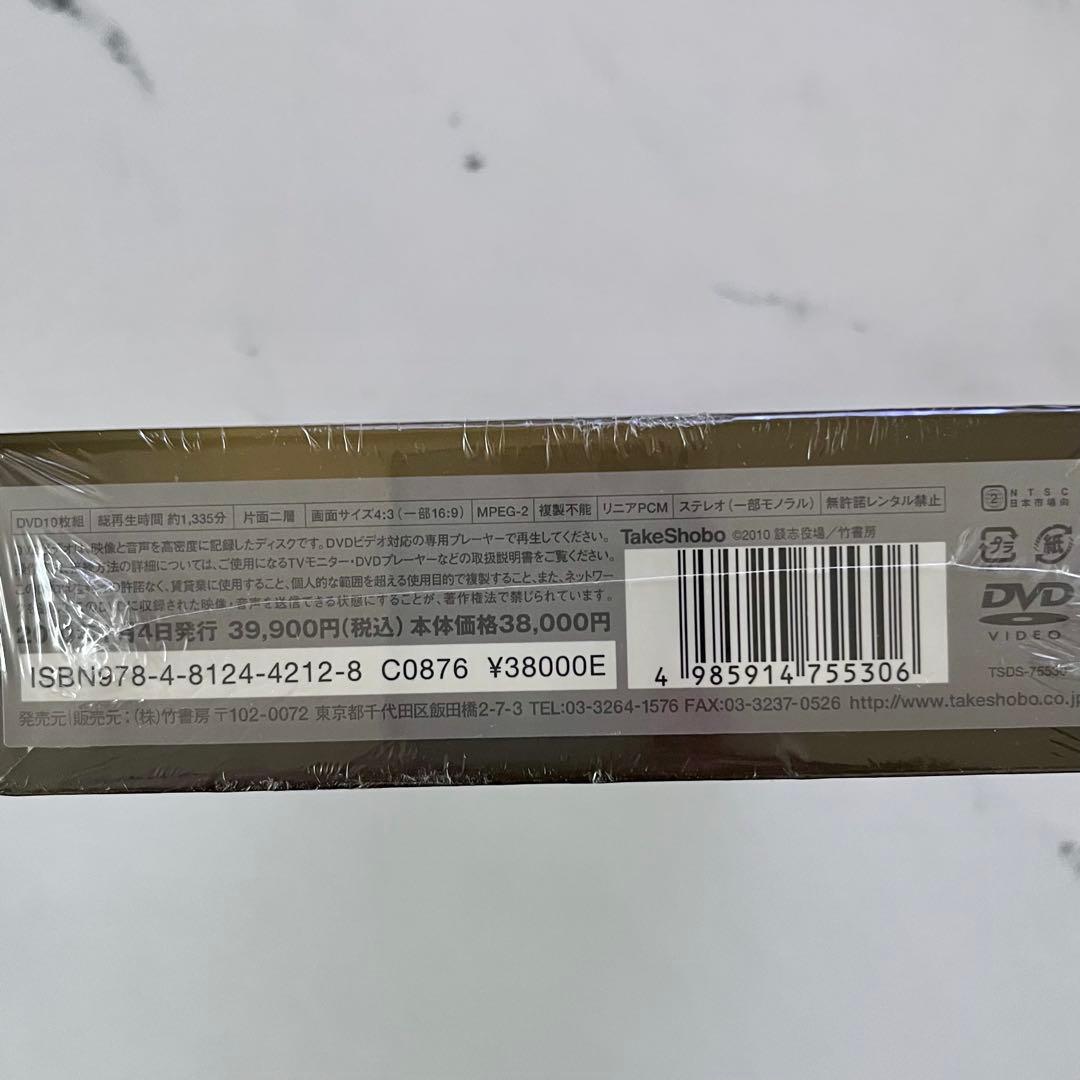 DVD10枚組 総再生時間 約1,335分 片面二層 画面サイズ4:3(一部16:9) MPEG-2 複製不能 リニアPCM ステレオ(一部モノラル) 無許諾レンタル禁止
映像と音声を高密度に記録したディスクです。DVDビデオ対応の専用プレーヤーで再生してください。
方法の詳細については、ご使用になるTVモニター・DVDプレーヤーなどの取扱説明書をご覧ください。
許諾なく、賃貸業に使用すること、個人的な範囲を超える使用目的で複製すること、また、ネットワー
に収録された映像・音声を送信できる状態にすることが、著作権法で禁じられています。
4日発行 39,900円(税込) 本体価格38,000円
ISBN978-4-8124-4212-8 C0876 ¥38000E
発売元|販売元:(株)竹書房 〒102-0072 東京都千代田区飯田橋2-7-3 TEL:03-3264-1576 FAX:03-3237-0526 http://www.takeshobo.co.j
TakeShobo ©2010 談志役場/竹書房
4 985914 755306
2 NTSC
日本市場向
プラ 紙
DVD
VIDEO
TSDS-7553